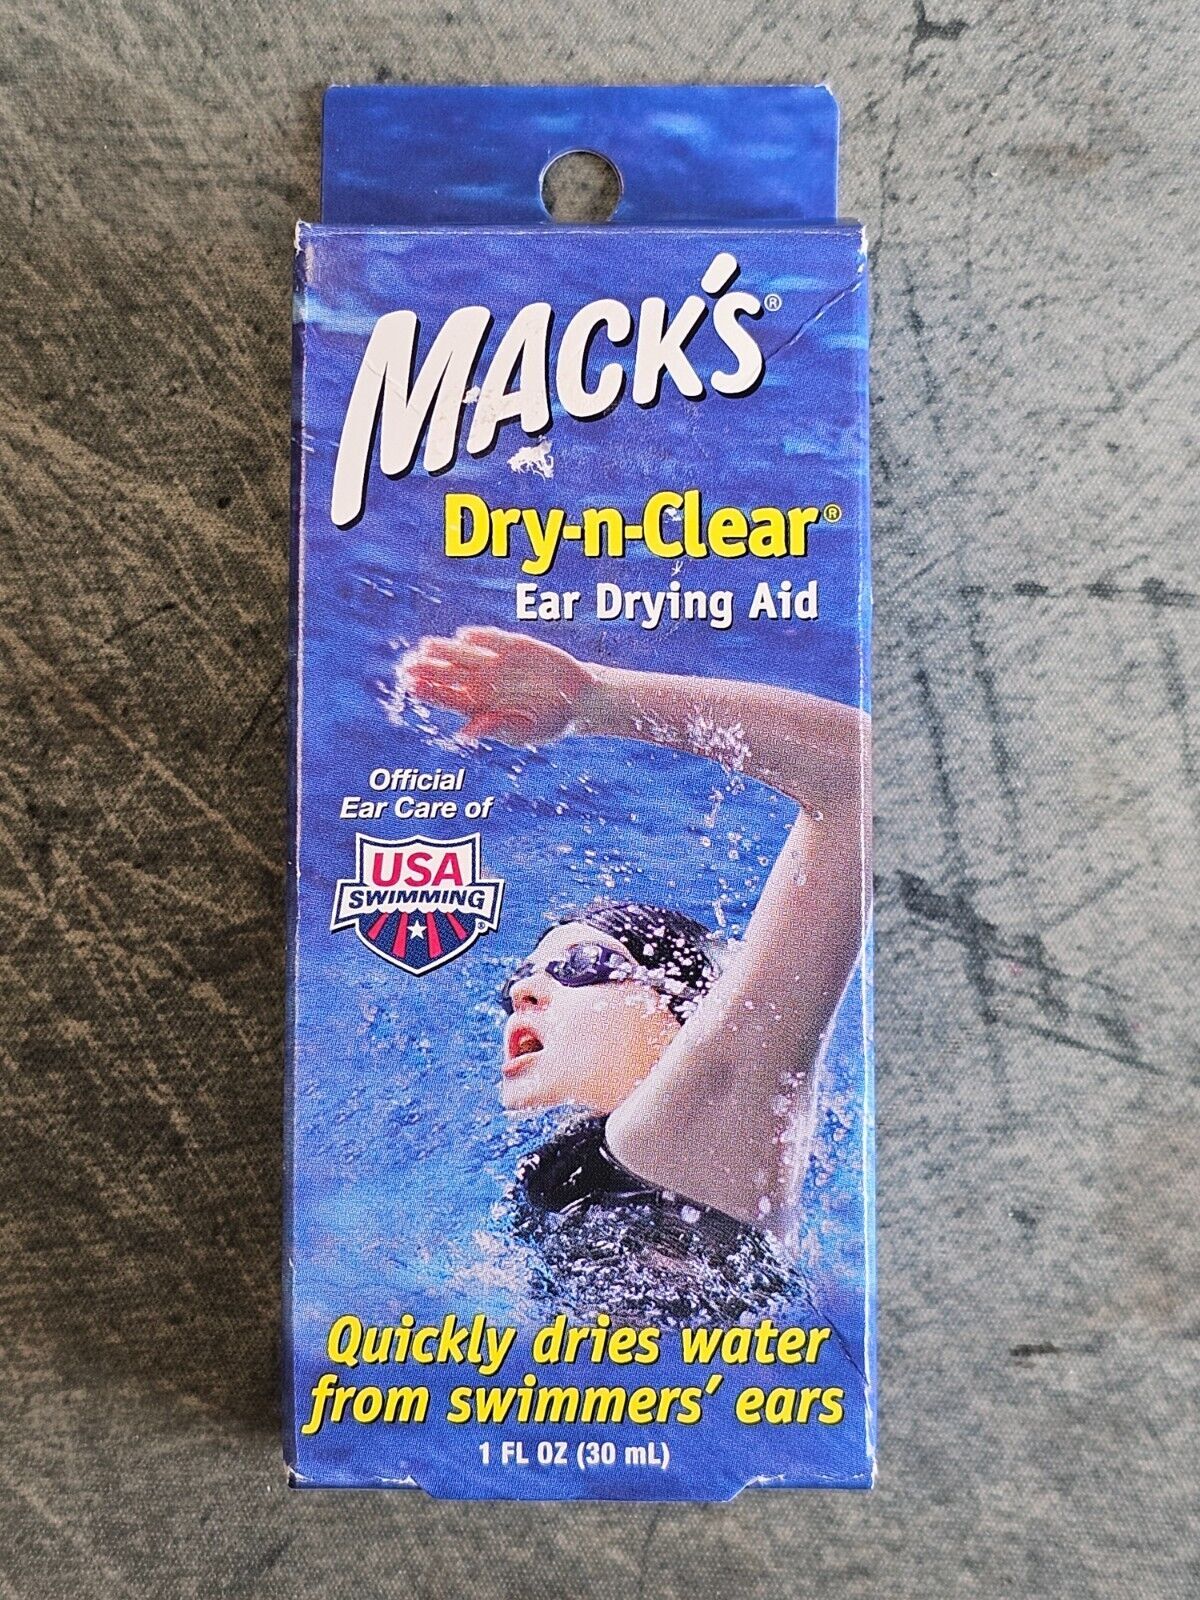 MACK'S®
Dry-n-Clear®
Ear Drying Aid
Official
Ear Care of
USA
SWIMMING®
Quickly dries water
from swimmers' ears
1 FL OZ (30 mL)